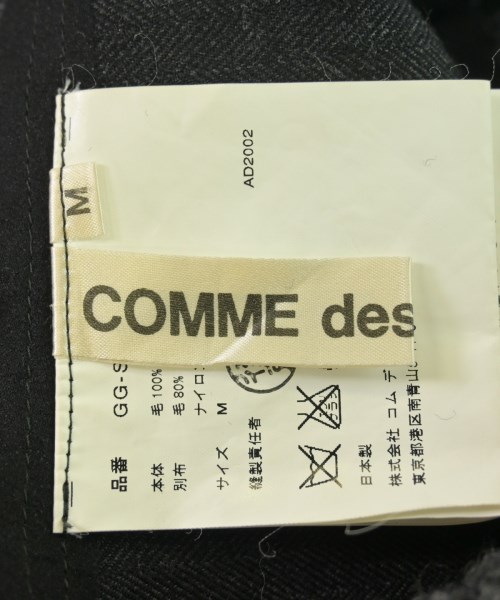 AD2002
M
COMME des
品番 GG-S
本体 毛 100%
別布 毛 80%
ナイロン
サイズ M
縫製責任者
日本製
株式会社 コム デ
東京都港区南青山